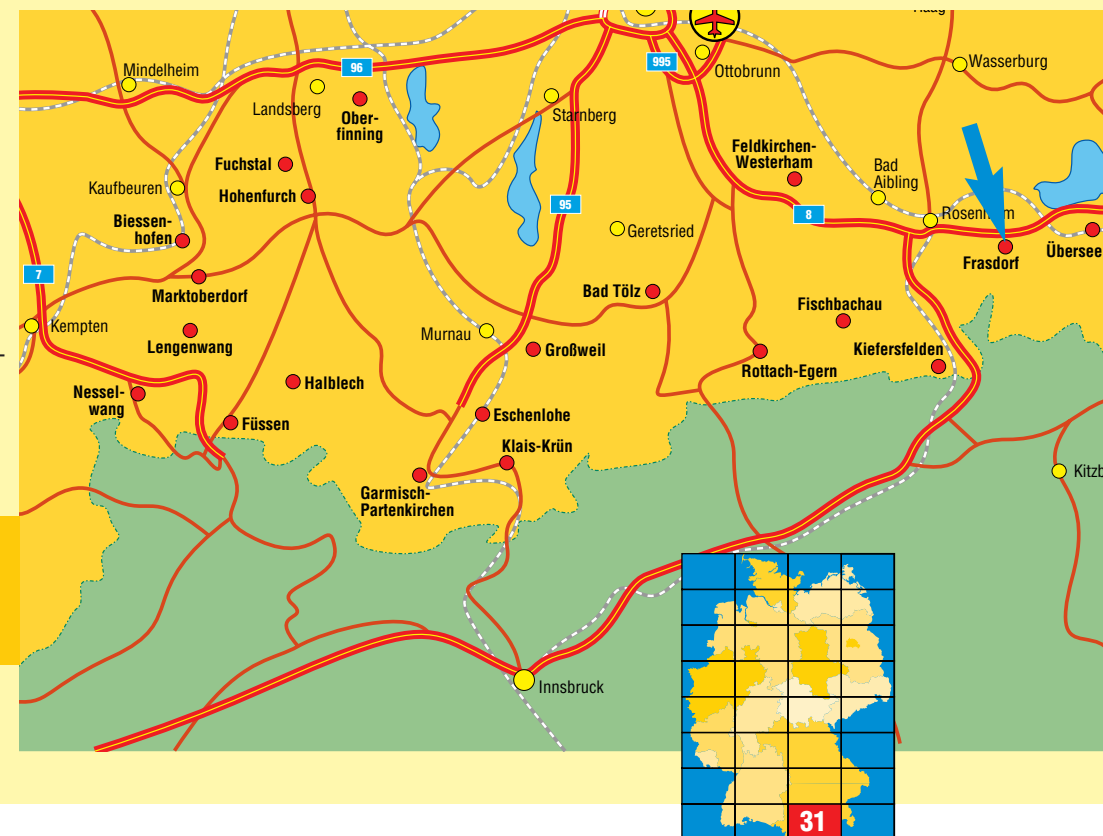 Mindelheim
96
Landsberg
Ober-
finning
995
Ottobrunn
Wasserburg
Starnberg
Fuchstal
Hohenfurch
Kaufbeuren
Biessen-
hofen
Feldkirchen-
Westerham
Bad
Aibling
95
8
Rosenheim
Geretsried
Frasdorf
Übersee
7
Marktoberdorf
Bad Tölz
Fischbachau
Kempten
Lengenwang
Murnau
Großweil
Kiefersfelden
Rottach-Egern
Nessel-
wang
Halblech
Füssen
Eschenlohe
Klais-Krün
Garmisch-
Partenkirchen
Kitzb
Innsbruck
31